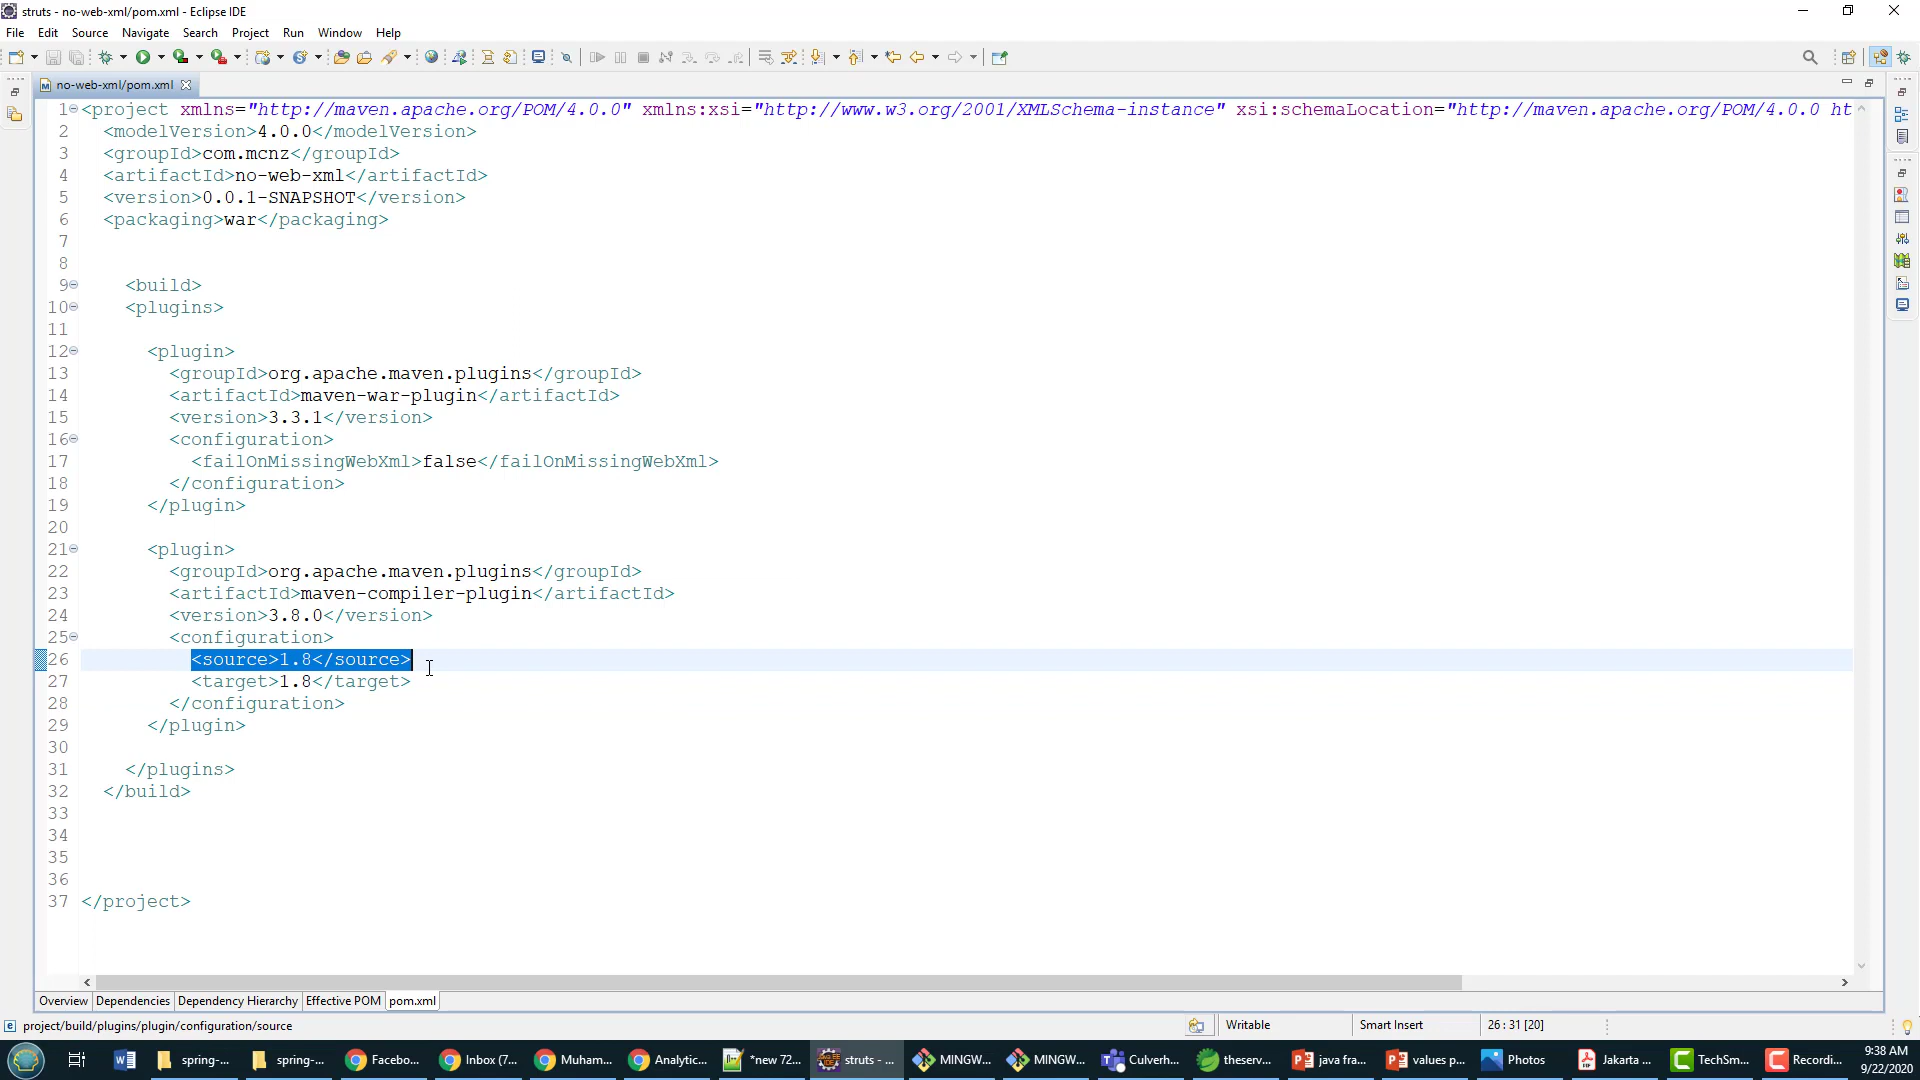 struts - no-web-xml/pom.xml - Eclipse IDE
File Edit Source Navigate Search Project Run Window Help
no-web-xml/pom.xml
1 <project xmlns="http://maven.apache.org/POM/4.0.0" xmlns:xsi="http://www.w3.org/2001/XMLSchema-instance" xsi:schemaLocation="http://maven.apache.org/POM/4.0.0 ht
2 <modelVersion>4.0.0</modelVersion>
3 <groupId>com.mcnz</groupId>
4 <artifactId>no-web-xml</artifactId>
5 <version>0.0.1-SNAPSHOT</version>
6 <packaging>war</packaging>
7
8
9 <build>
10 <plugins>
11
12 <plugin>
13 <groupId>org.apache.maven.plugins</groupId>
14 <artifactId>maven-war-plugin</artifactId>
15 <version>3.3.1</version>
16 <configuration>
17 <failOnMissingWebXml>false</failOnMissingWebXml>
18 </configuration>
19 </plugin>
20
21 <plugin>
22 <groupId>org.apache.maven.plugins</groupId>
23 <artifactId>maven-compiler-plugin</artifactId>
24 <version>3.8.0</version>
25 <configuration>
26 <source>1.8</source>
27 <target>1.8</target>
28 </configuration>
29 </plugin>
30
31 </plugins>
32 </build>
33
34
35
36
37 </project>
Overview Dependencies Dependency Hierarchy Effective POM pom.xml
project/build/plugins/plugin/configuration/source Writable Smart Insert 26 : 31 [20]
spring-... spring-... Facebo... Inbox (7... Muham... Analytic... *new 72... struts - ... MINGW... MINGW... Culverh... theserv... java fra... values p... Photos Jakarta ... TechSm... Recordi... 9:38 AM
9/22/2020